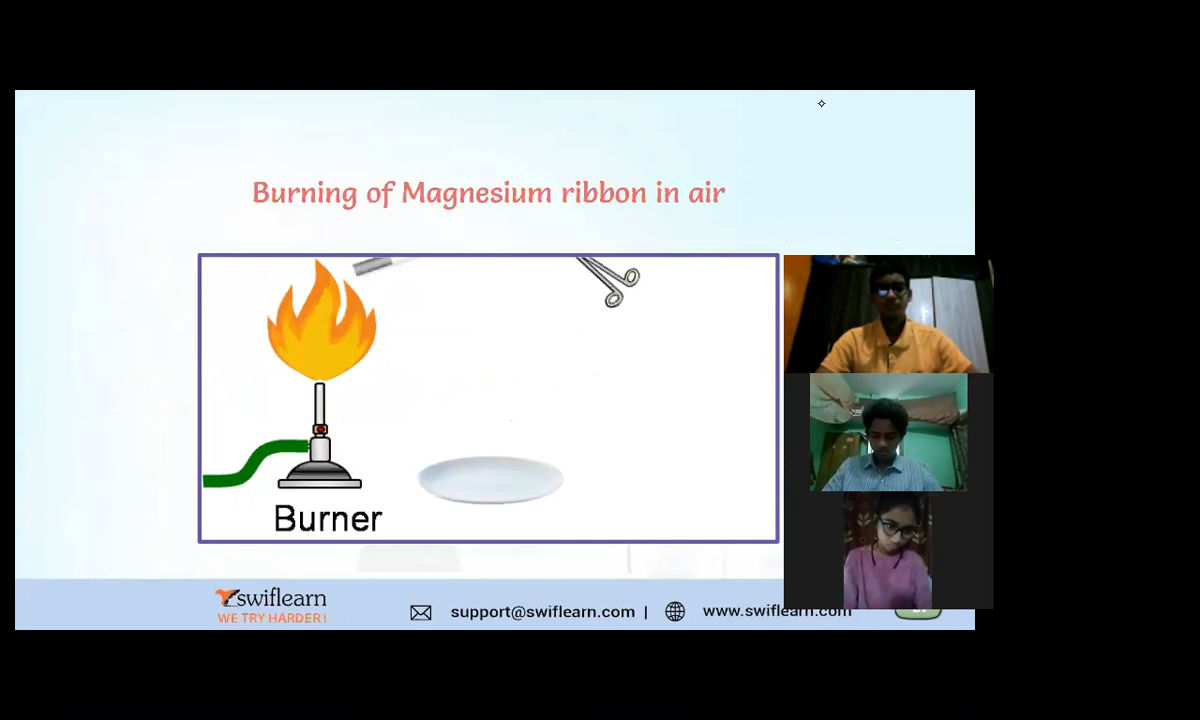 Burning of Magnesium ribbon in air
Burner
swiflearn
WE TRY HARDER!
support@swiflearn.com |
www.swiflearn.com